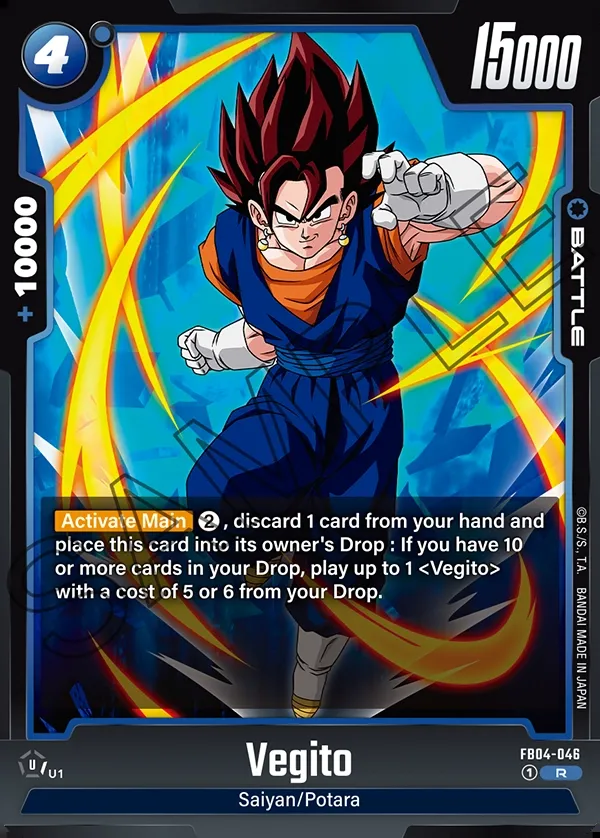 4
15000
+10000
BATTLE
SAMPLE
Activate Main ② , discard 1 card from your hand and
place this card into its owner's Drop : If you have 10
or more cards in your Drop, play up to 1 <Vegito>
with a cost of 5 or 6 from your Drop.
©B.S./S., T.A. BANDAI MADE IN JAPAN
U/U1
Vegito
FB04-046
① R
Saiyan/Potara